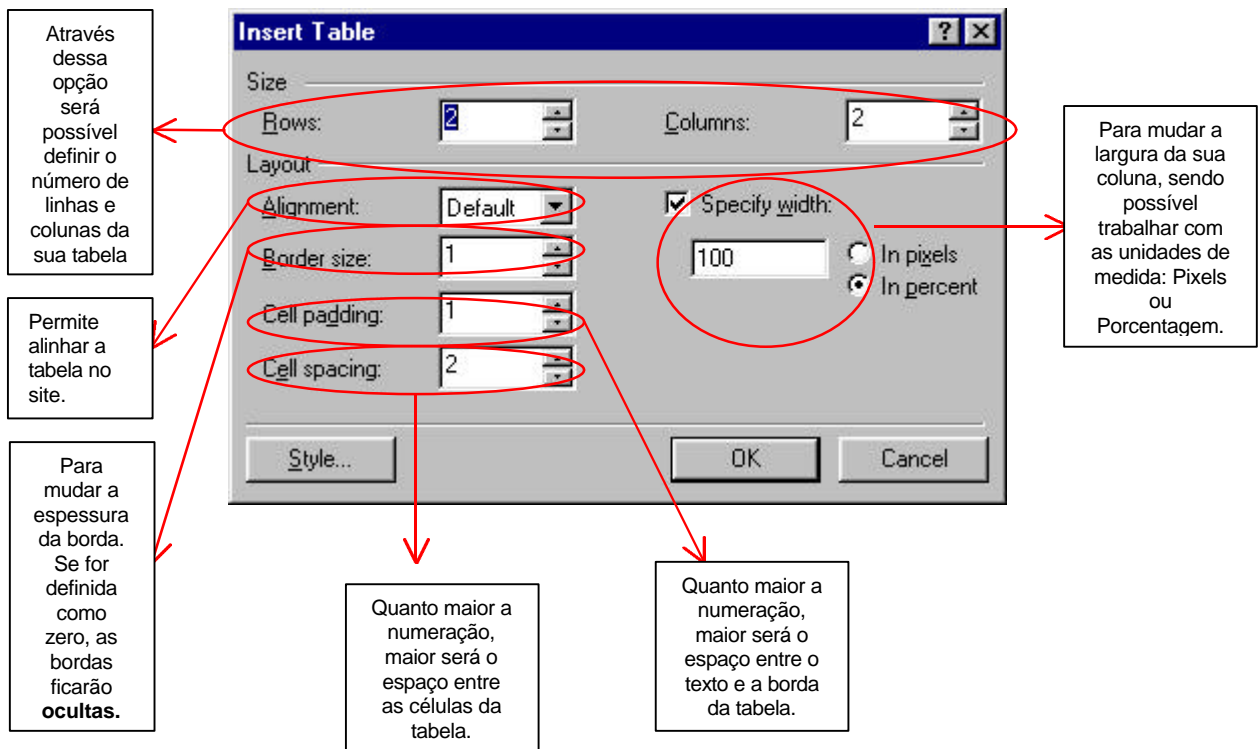 Através
dessa
opção
será
possível
definir o
número de
linhas e
colunas da
sua tabela
Permite
alinhar a
tabela no
site.
Para
mudar a
espessura
da borda.
Se for
definida
como
zero, as
bordas
ficarão
ocultas.
Insert Table
Size
Rows: 2 Columns: 2
Layout
Alignment: Default
Border size: 1
Cell padding: 1
Cell spacing: 2
Specify width:
100
In pixels
In percent
Style... OK Cancel
Para mudar a
largura da sua
coluna, sendo
possível
trabalhar com
as unidades de
medida: Pixels
ou
Porcentagem.
Quanto maior a
numeração,
maior será o
espaço entre
as células da
tabela.
Quanto maior a
numeração,
maior será o
espaço entre o
texto e a borda
da tabela.